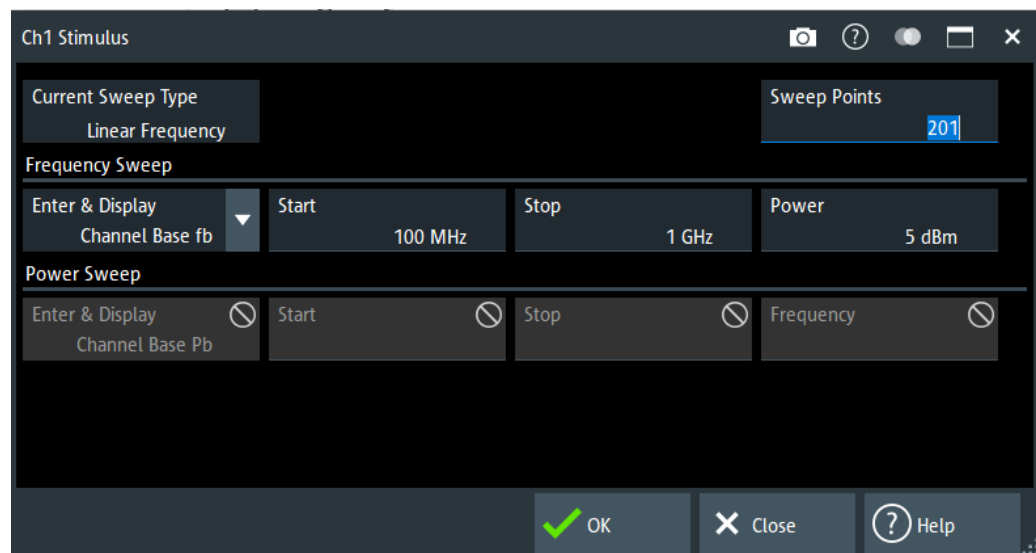 Ch1 Stimulus
Current Sweep Type
Linear Frequency
Sweep Points
201
Frequency Sweep
Enter & Display
Channel Base fb
Start
100 MHz
Stop
1 GHz
Power
5 dBm
Power Sweep
Enter & Display
Channel Base Pb
Start
Stop
Frequency
OK
Close
Help